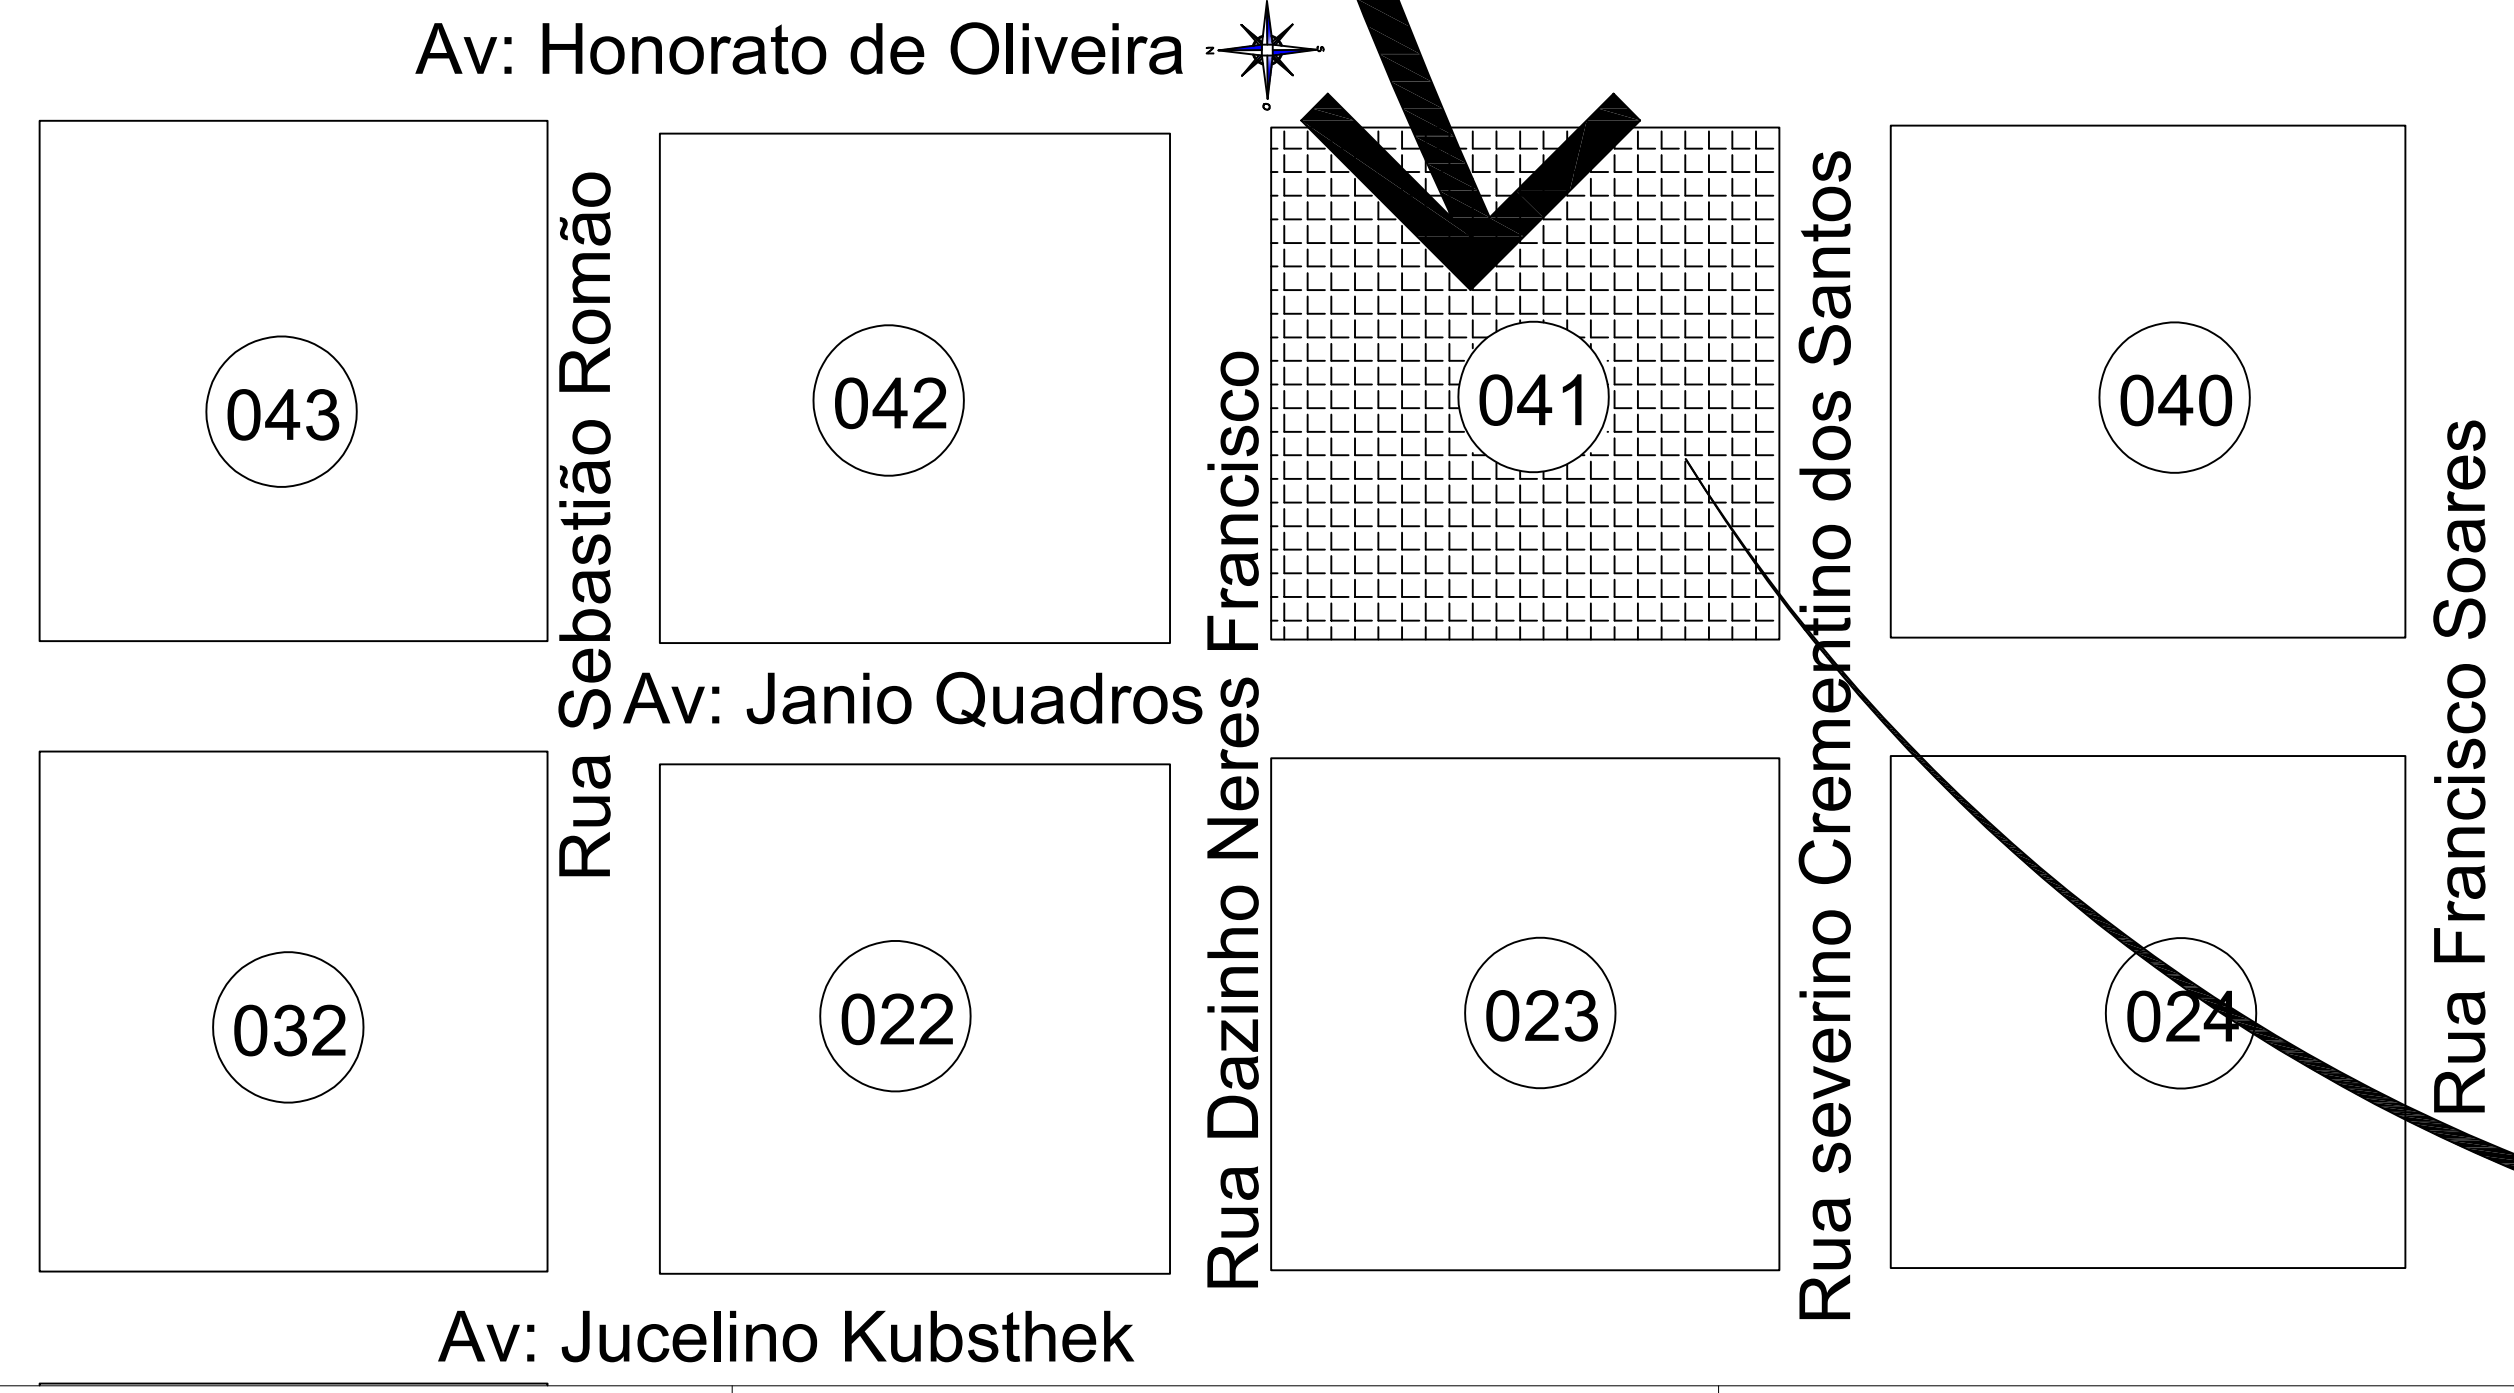 Av: Honorato de Oliveira
N
S
O
043
Rua Sebastião Romão
042
Rua Dazinho Neres Francisco
041
Rua severino Crementino dos Santos
040
Rua Francisco Soares
Av: Janio Quadros
032
022
023
024
Av: Jucelino Kubsthek